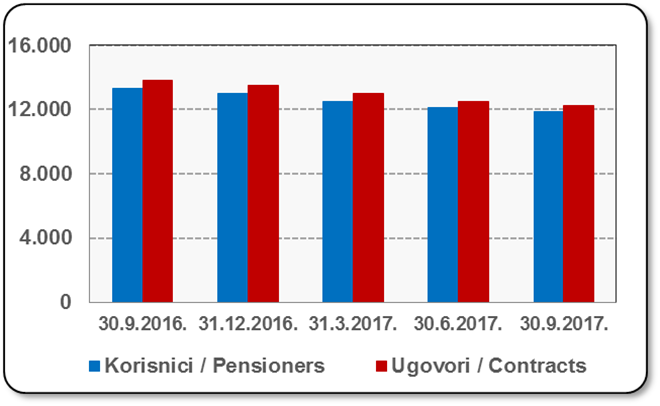 16.000
12.000
8.000
4.000
0
30.9.2016. 31.12.2016. 31.3.2017. 30.6.2017. 30.9.2017.
Korisnici / Pensioners Ugovori / Contracts